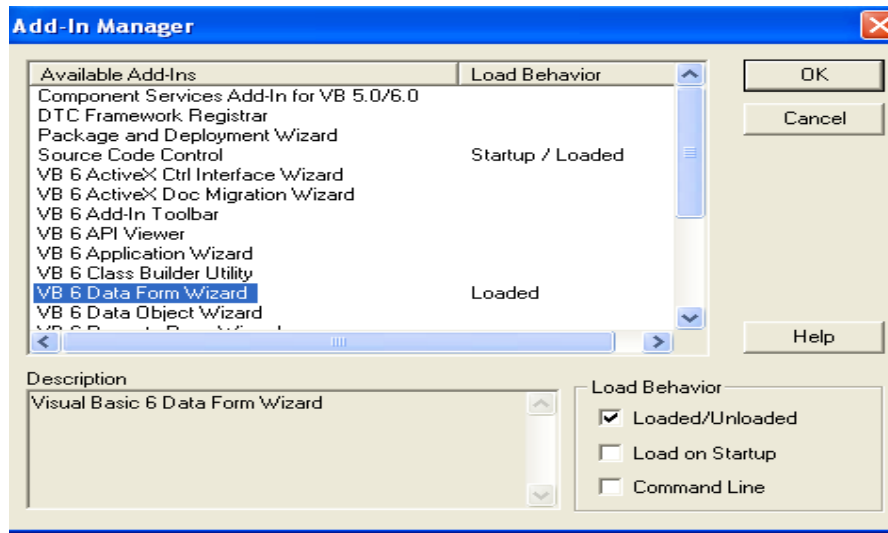 Add-In Manager
Available Add-Ins Load Behavior
Component Services Add-In for VB 5.0/6.0
DTC Framework Registrar
Package and Deployment Wizard
Source Code Control Startup / Loaded
VB 6 ActiveX Ctrl Interface Wizard
VB 6 ActiveX Doc Migration Wizard
VB 6 Add-In Toolbar
VB 6 API Viewer
VB 6 Application Wizard
VB 6 Class Builder Utility
VB 6 Data Form Wizard Loaded
VB 6 Data Object Wizard
OK
Cancel
Help
Description
Visual Basic 6 Data Form Wizard
Load Behavior
Loaded/Unloaded
Load on Startup
Command Line